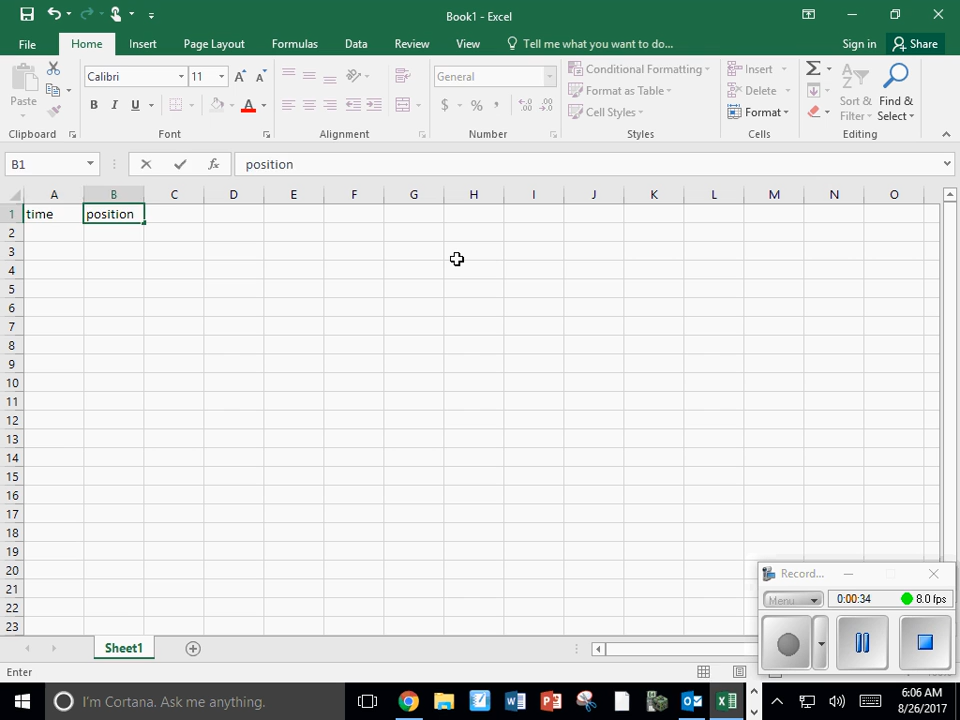 Book1 - Excel
File Home Insert Page Layout Formulas Data Review View Tell me what you want to do... Sign in Share
Calibri 11 General Conditional Formatting Insert
Paste B I U A $ % , Format as Table Delete Sort & Find &
Cell Styles Format Filter Select
Clipboard Font Alignment Number Styles Cells Editing
B1 fx position
A B C D E F G H I J K L M N O
1 time position
2
3
4
5
6
7
8
9
10
11
12
13
14
15
16
17
18
19
20
21
22
23
Record...
Menu 0:00:34 8.0 fps
Sheet1
Enter
I'm Cortana. Ask me anything.
6:06 AM
8/26/2017